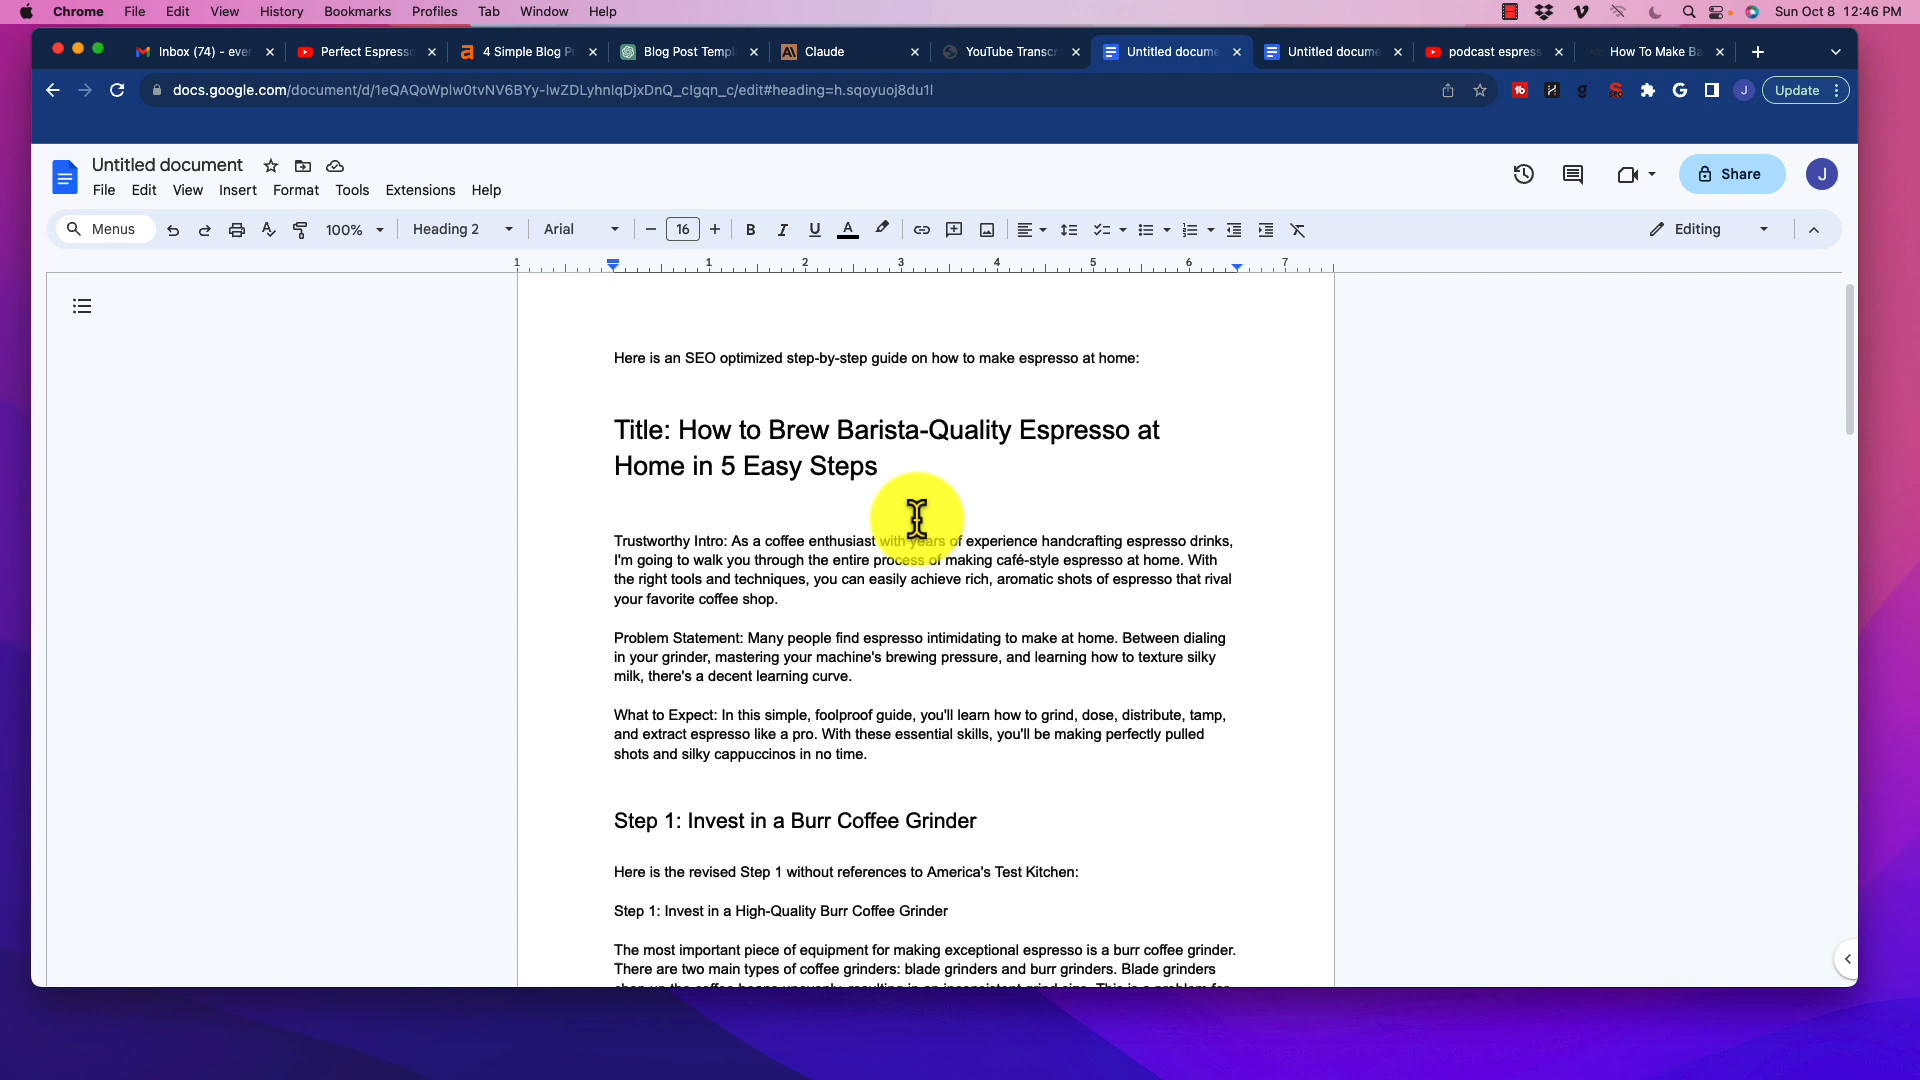 Chrome File Edit View History Bookmarks Profiles Tab Window Help Sun Oct 8 12:46 PM
Inbox (74) - eve Perfect Espress 4 Simple Blog P Blog Post Templ Claude YouTube Transcr Untitled docume Untitled docume podcast espress How To Make Ba
docs.google.com/document/d/1eQAQoWplw0tvNV6BYy-lwZDLyhnlqDjxDnQ_clgqn_c/edit#heading=h.sqoyuoj8du1l Update
Untitled document
File Edit View Insert Format Tools Extensions Help Share J
Menus 100% Heading 2 Arial 16 B I U A Editing
1 1 2 3 4 5 6 7
Here is an SEO optimized step-by-step guide on how to make espresso at home:
Title: How to Brew Barista-Quality Espresso at
Home in 5 Easy Steps
Trustworthy Intro: As a coffee enthusiast with years of experience handcrafting espresso drinks,
I'm going to walk you through the entire process of making café-style espresso at home. With
the right tools and techniques, you can easily achieve rich, aromatic shots of espresso that rival
your favorite coffee shop.
Problem Statement: Many people find espresso intimidating to make at home. Between dialing
in your grinder, mastering your machine's brewing pressure, and learning how to texture silky
milk, there's a decent learning curve.
What to Expect: In this simple, foolproof guide, you'll learn how to grind, dose, distribute, tamp,
and extract espresso like a pro. With these essential skills, you'll be making perfectly pulled
shots and silky cappuccinos in no time.
Step 1: Invest in a Burr Coffee Grinder
Here is the revised Step 1 without references to America's Test Kitchen:
Step 1: Invest in a High-Quality Burr Coffee Grinder
The most important piece of equipment for making exceptional espresso is a burr coffee grinder.
There are two main types of coffee grinders: blade grinders and burr grinders. Blade grinders